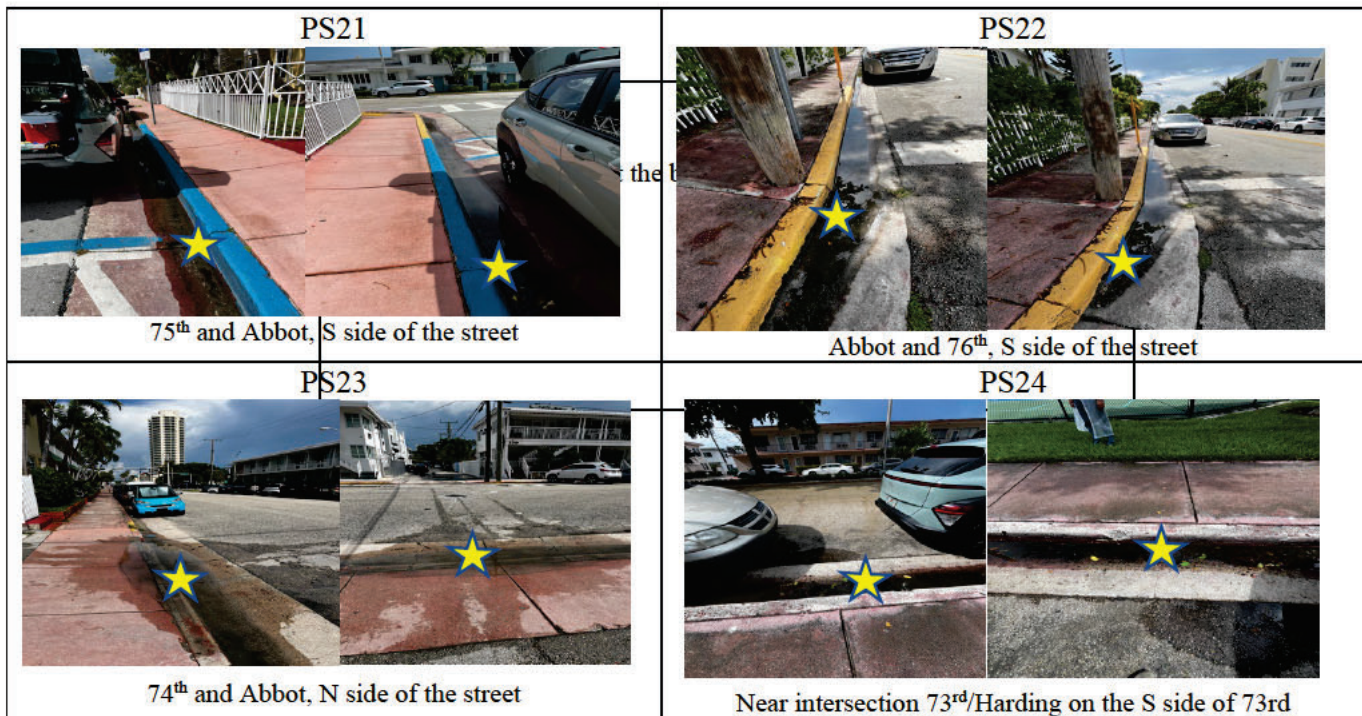 PS21
PS22
t the b
75th and Abbot, S side of the street
Abbot and 76th, S side of the street
PS23
PS24
74th and Abbot, N side of the street
Near intersection 73rd/Harding on the S side of 73rd